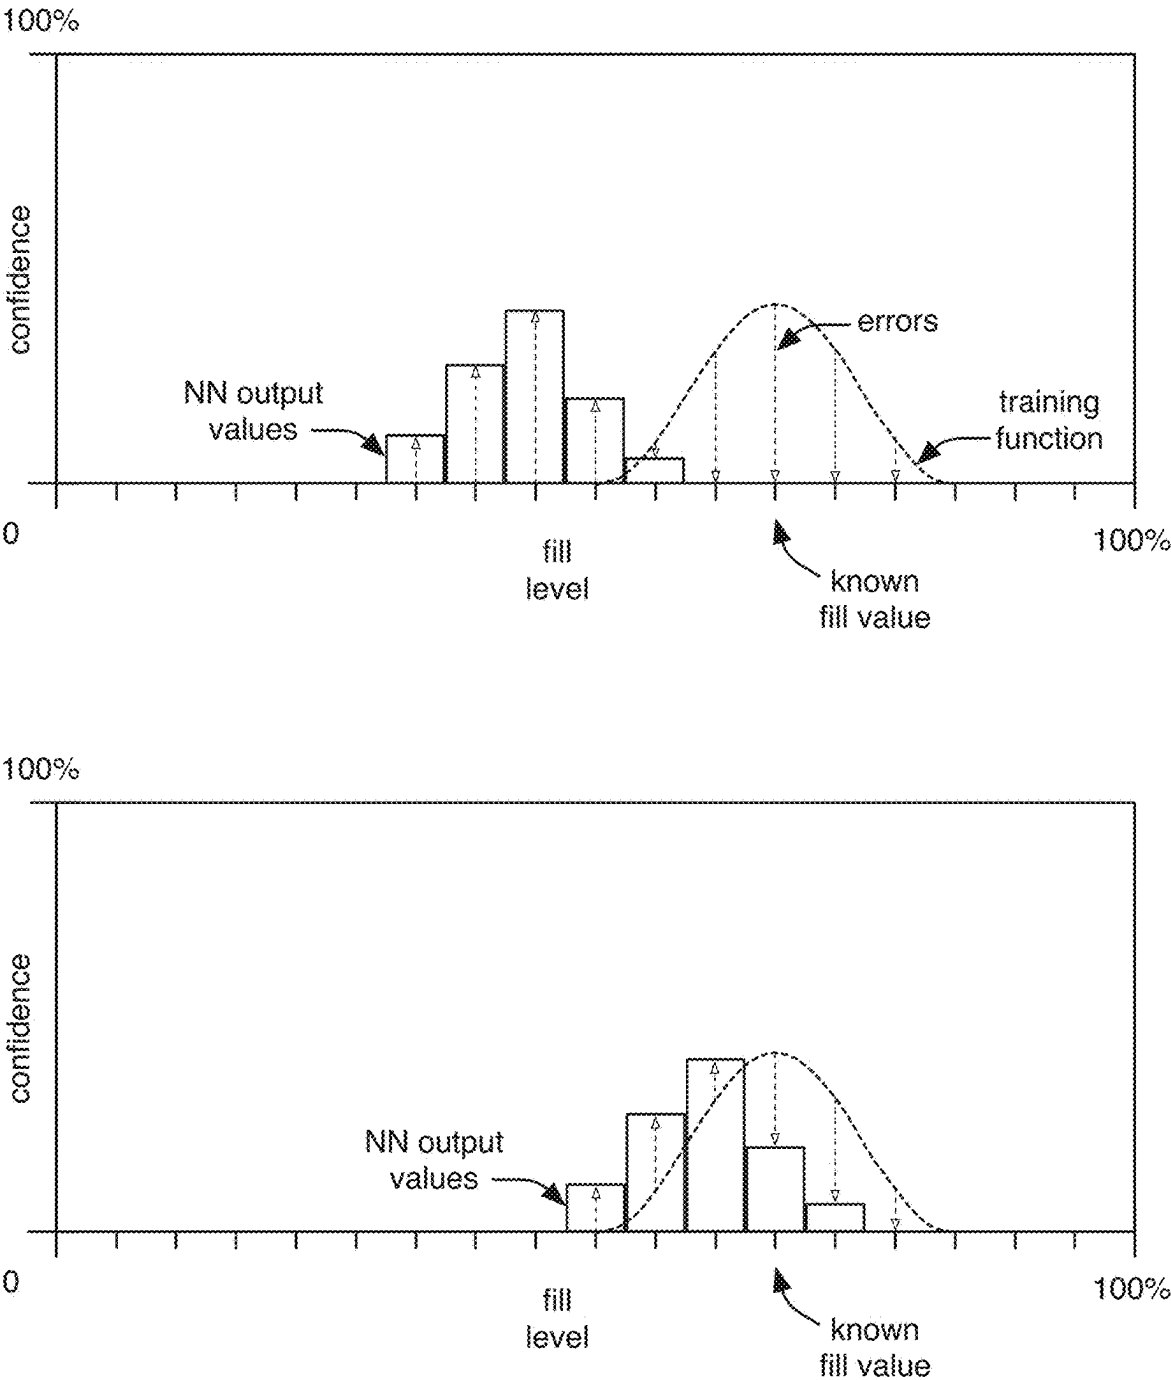 100%
confidence
errors
NN output
values
training
function
0
fill
level
100%
known
fill value
100%
confidence
NN output
values
0
fill
level
100%
known
fill value